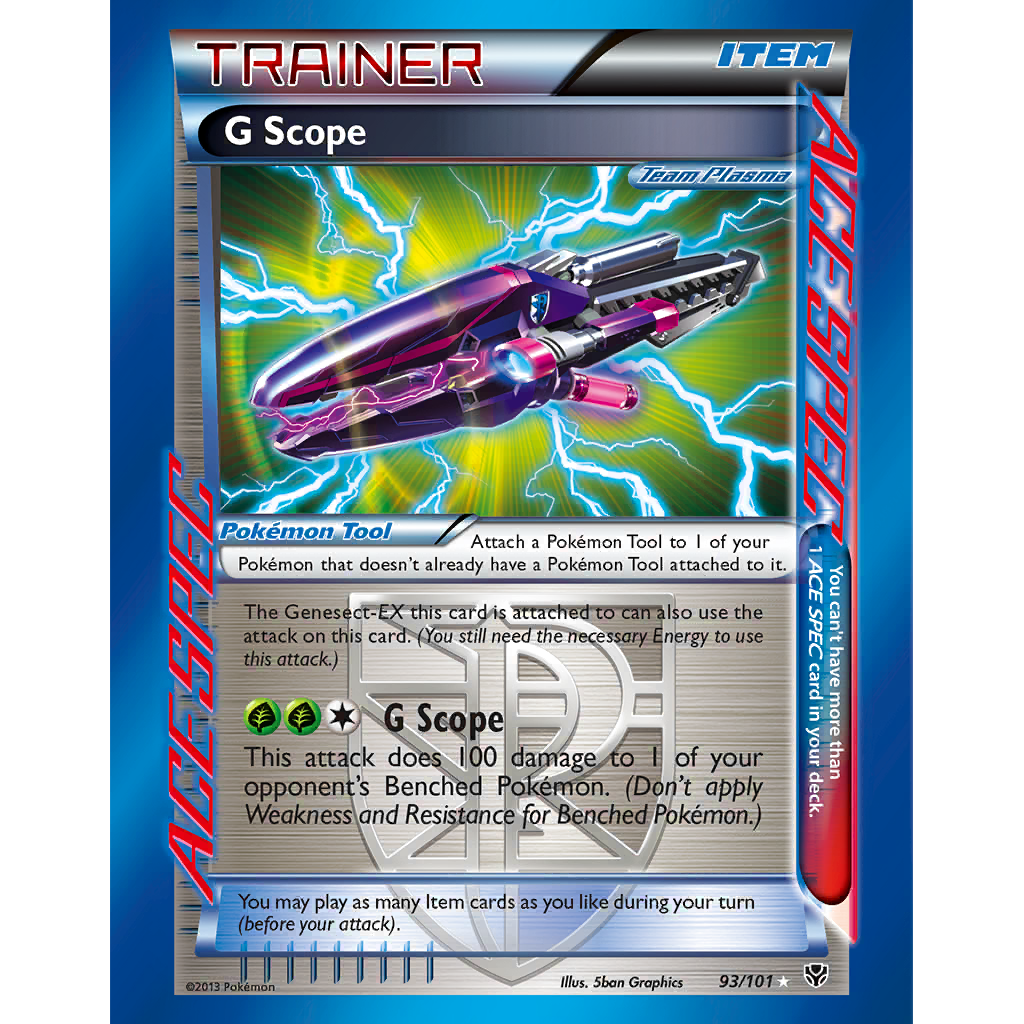 TRAINER
ITEM
G Scope
Team Plasma
ACE SPEC
Pokémon Tool
Attach a Pokémon Tool to 1 of your
Pokémon that doesn't already have a Pokémon Tool attached to it.
The Genesect-EX this card is attached to can also use the
attack on this card. (You still need the necessary Energy to use
this attack.)
G Scope
This attack does 100 damage to 1 of your
opponent's Benched Pokémon. (Don't apply
Weakness and Resistance for Benched Pokémon.)
ACE SPEC
You can't have more than
1 ACE SPEC card in your deck.
You may play as many Item cards as you like during your turn
(before your attack).
©2013 Pokémon
Illus. 5ban Graphics
93/101